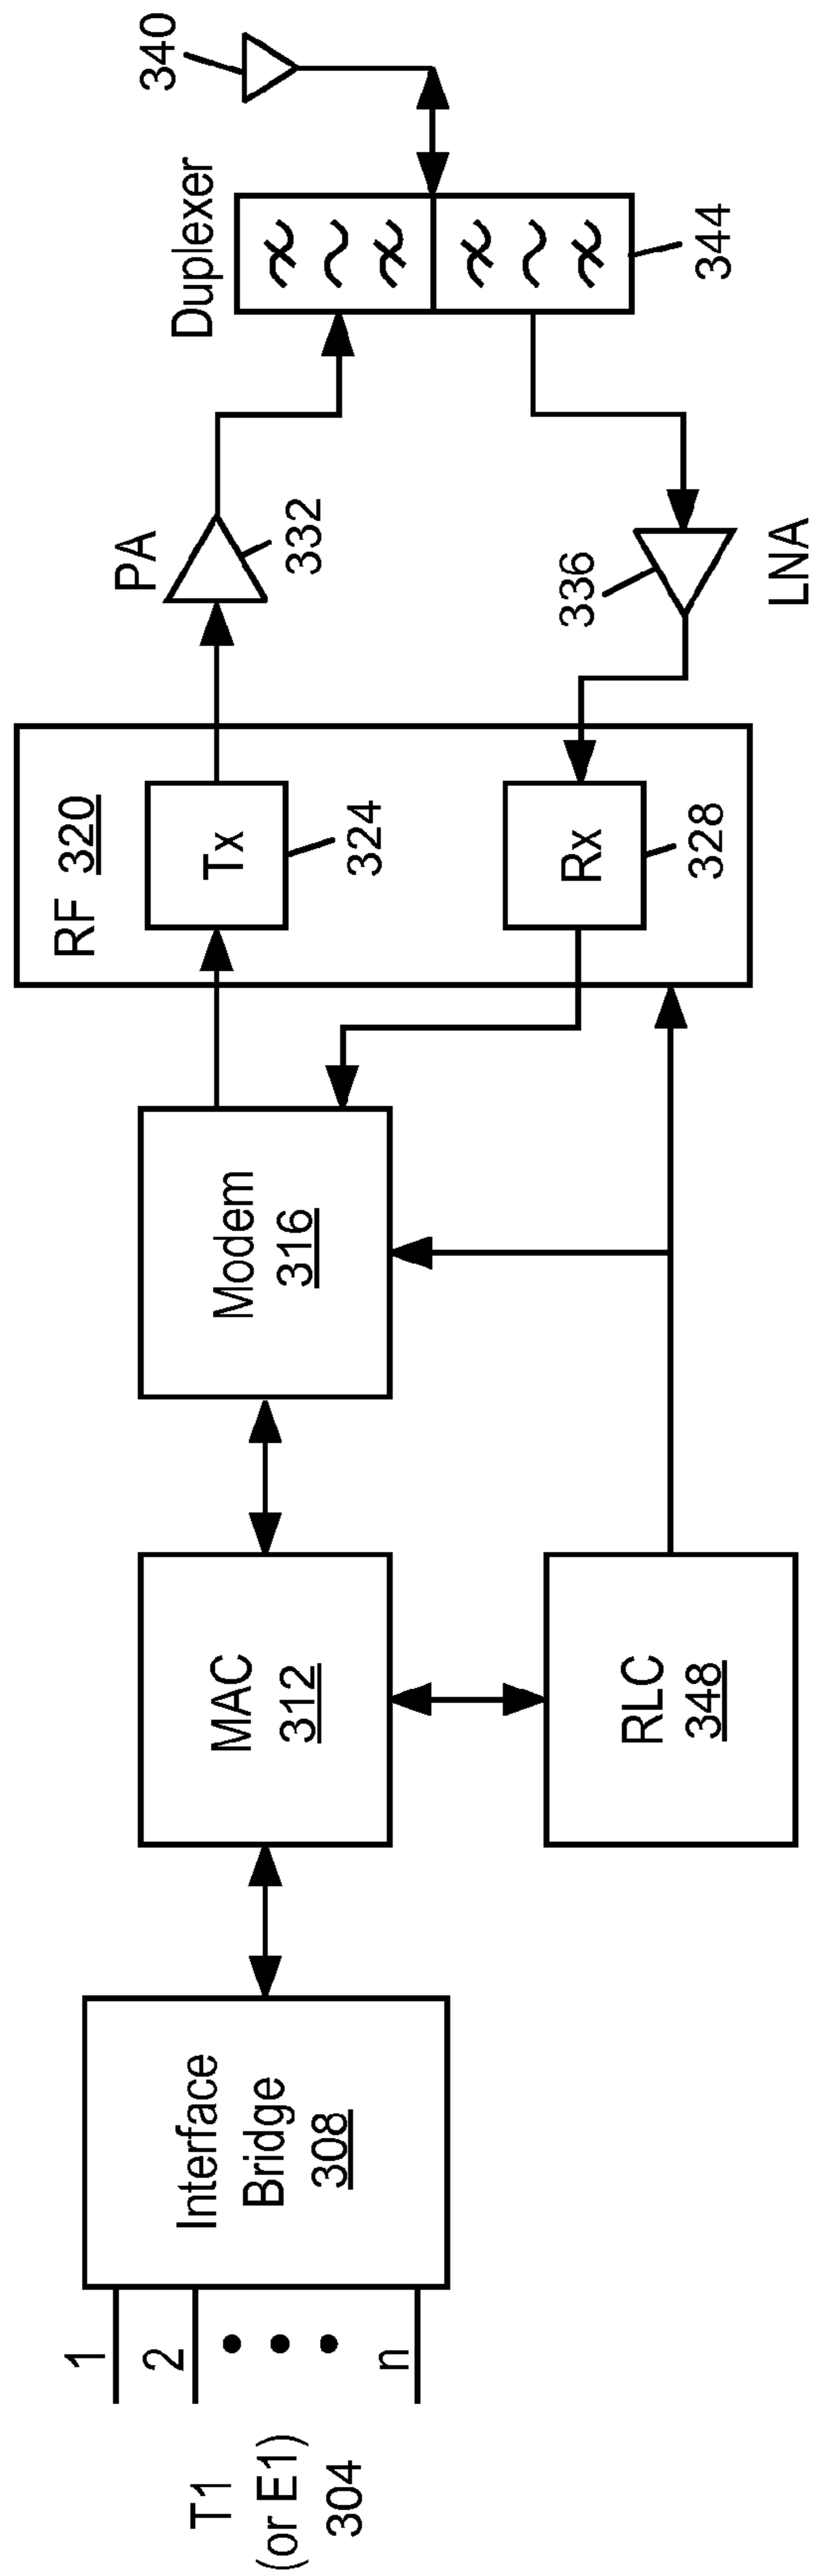 T1
(or E1)
304
1
2
n
Interface
Bridge
308
MAC
312
RLC
348
Modem
316
RF 320
Tx
324
Rx
328
PA
332
336
LNA
Duplexer
344
340